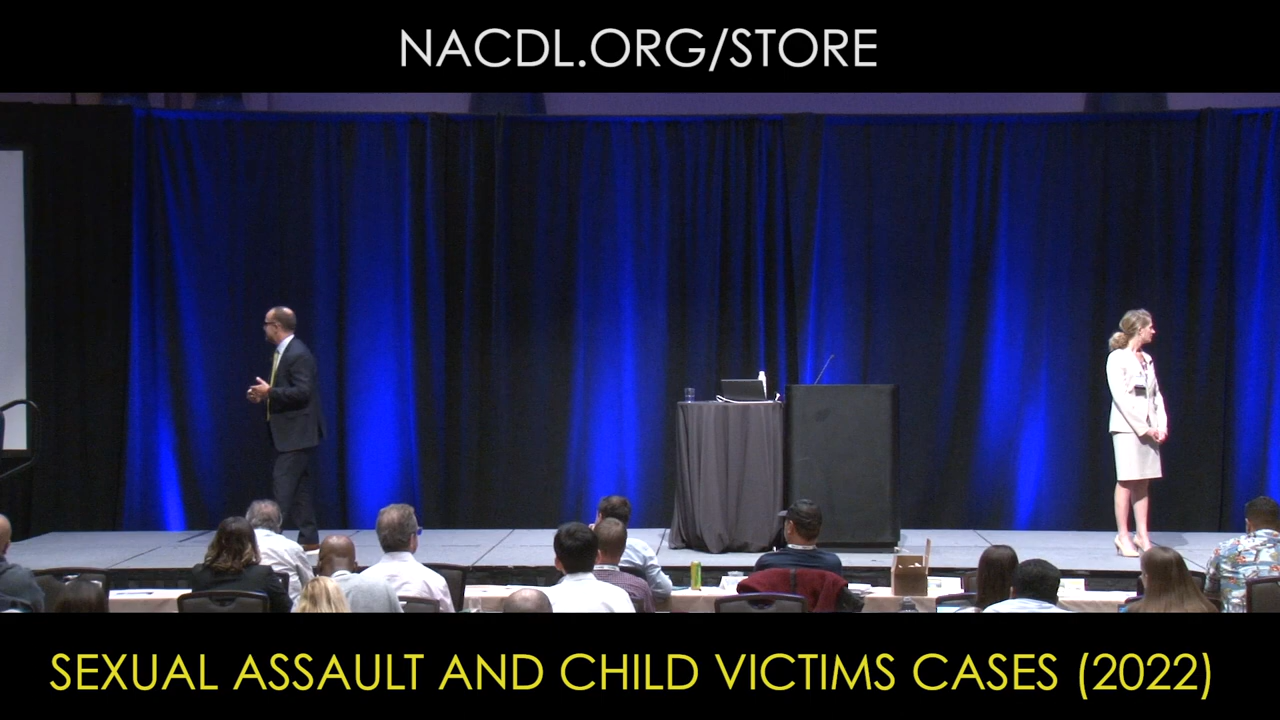 NACDL.ORG/STORE
SEXUAL ASSAULT AND CHILD VICTIMS CASES (2022)